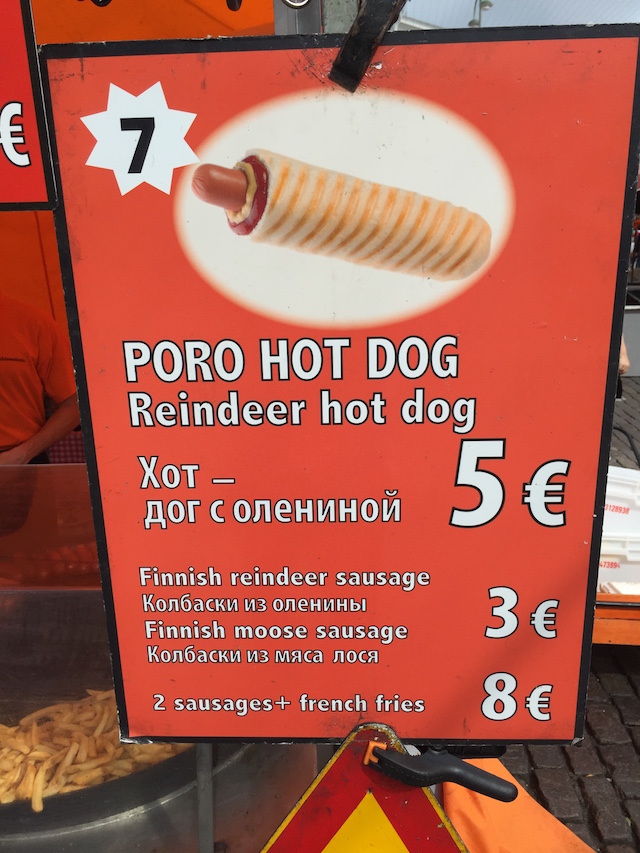 €
7
PORO HOT DOG
Reindeer hot dog
Хот –
дог с олениной
5 €
Finnish reindeer sausage
Колбаски из оленины
3 €
Finnish moose sausage
Колбаски из мяса лося
2 sausages+ french fries
8 €